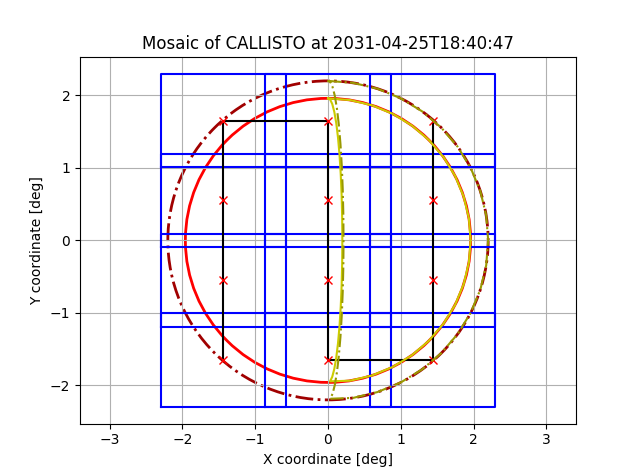 Mosaic of CALLISTO at 2031-04-25T18:40:47
Y coordinate [deg]
2
1
0
−1
−2
−3 −2 −1 0 1 2 3
X coordinate [deg]